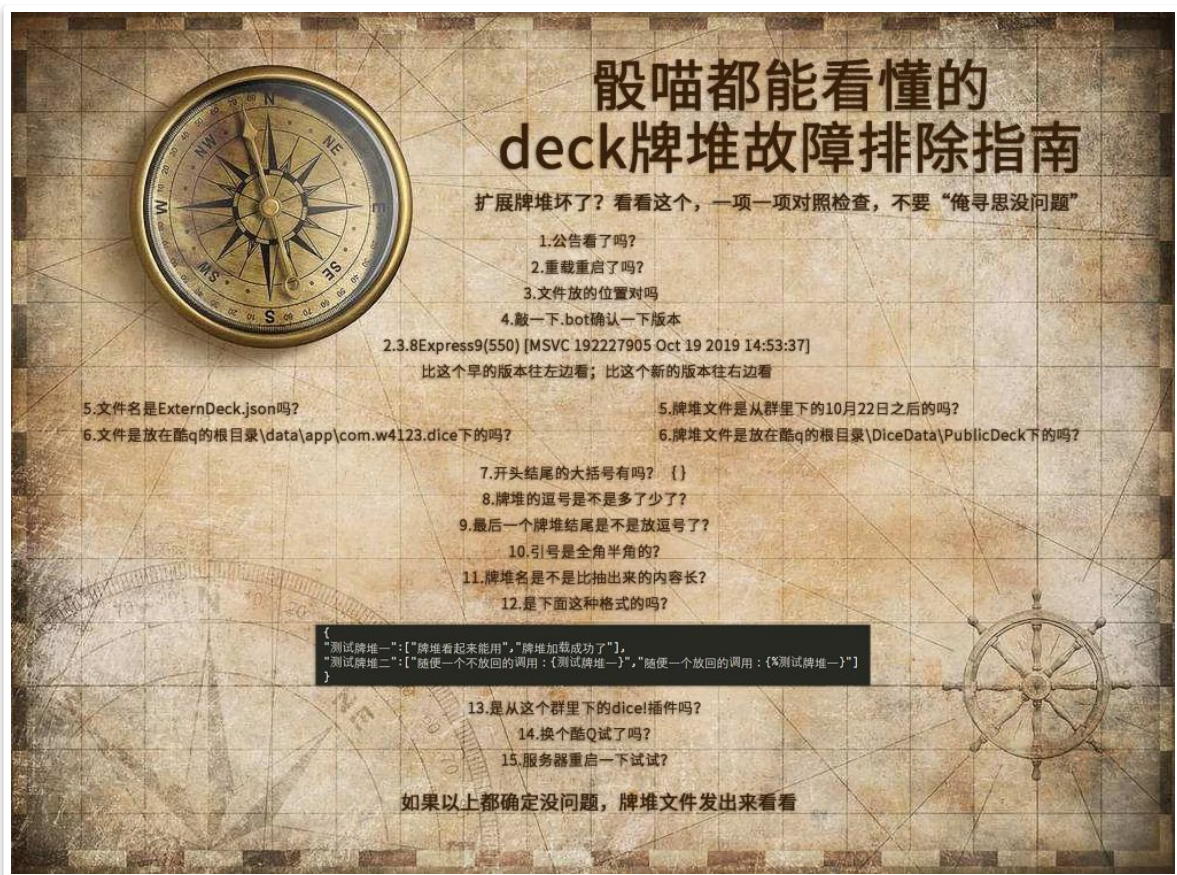 骰喵都能看懂的
deck牌堆故障排除指南
扩展牌堆坏了？看看这个，一项一项对照检查，不要“俺寻思没问题”
1.公告看了吗？
2.重载重启了吗？
3.文件放的位置对吗
4.敲一下.bot确认一下版本
2.3.8Express9(550) [MSVC 192227905 Oct 19 2019 14:53:37]
比这个早的版本往左边看；比这个新的版本往右边看
5.文件名是ExternDeck.json吗？
6.文件是放在酷q的根目录\data\app\com.w4123.dice下的吗？
5.牌堆文件是从群里下的10月22日之后的吗？
6.牌堆文件是放在酷q的根目录\DiceData\PublicDeck下的吗？
7.开头结尾的大括号有吗？ {}
8.牌堆的逗号是不是多了少了？
9.最后一个牌堆结尾是不是放逗号了？
10.引号是全角半角的？
11.牌堆名是不是比抽出来的内容长？
12.是下面这种格式的吗？
{
"测试牌堆一":["牌堆看起来能用","牌堆加载成功了"],
"测试牌堆二":["随便一个不放回的调用：{测试牌堆一}","随便一个放回的调用：{%测试牌堆一}"]
}
13.是从这个群里下的dice!插件吗？
14.换个酷Q试了吗？
15.服务器重启一下试试？
如果以上都确定没问题，牌堆文件发出来看看
N
NE
E
SE
S
SW
W
NW
N
NE